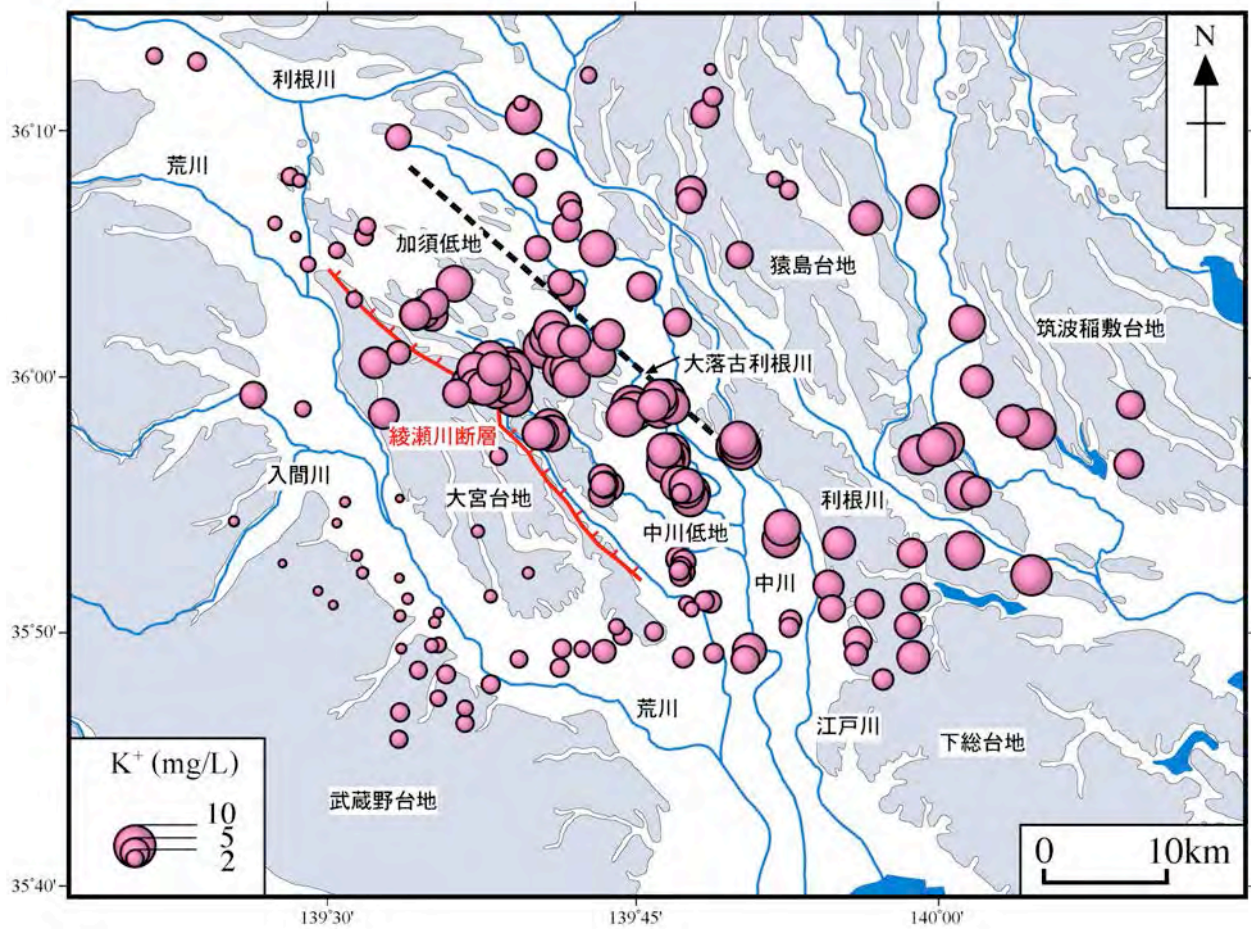 N
利根川
36˚10'
荒川
加須低地
猿島台地
筑波稲敷台地
大落古利根川
36˚00'
綾瀬川断層
入間川
大宮台地
利根川
中川低地
中川
35˚50'
荒川
江戸川
下総台地
K+ (mg/L)
10
5
2
武蔵野台地
0 10km
35˚40'
139˚30' 139˚45' 140˚00'